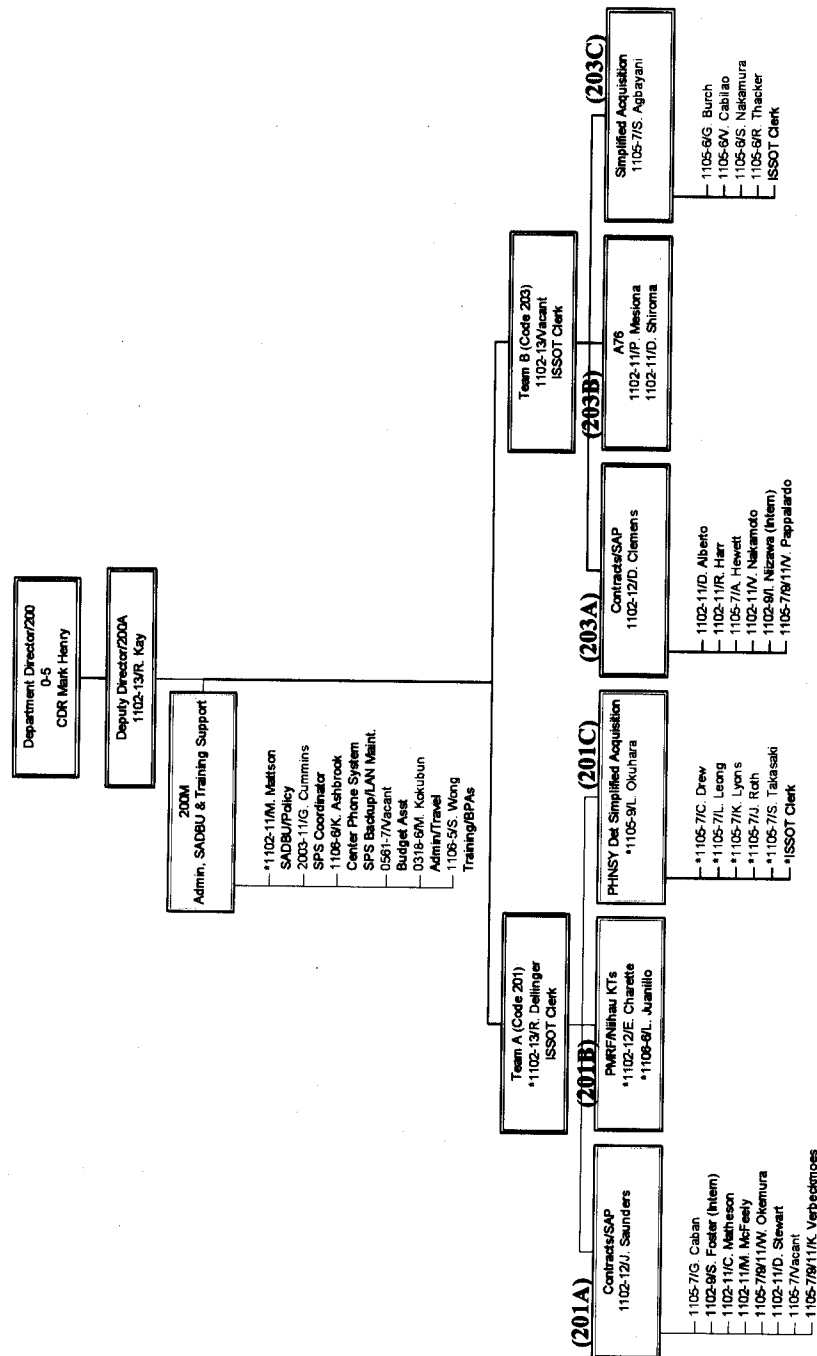 Department Director/200
0-5
CDR Mark Henry
Deputy Director/200A
1102-13/R. Kay
200M
Admin, SADBU & Training Support
*1102-11/M. Mattson
SADBU/Policy
2003-11/G. Cummins
SPS Coordinator
1106-6/K. Ashbrook
Center Phone System
SPS Backup/LAN Maint.
0561-7/Vacant
Budget Asst
0318-6/M. Kokubun
Admin/Travel
1106-5/S. Wong
Training/BPAs
Team A (Code 201)
*1102-13/R. Dellinger
ISSOT Clerk
(201A)
Contracts/SAP
1102-12/J. Saunders
1105-7/G. Caban
1102-9/S. Foster (Intern)
1102-11/C. Matheson
1102-11/M. McFeely
1105-7/9/11/W. Okemura
1102-11/D. Stewart
1105-7/Vacant
1105-7/9/11/K. Verbeckmoes
(201B)
PMRF/Niihau KTs
*1102-12/E. Charette
*1106-6/L. Juanillo
(201C)
PHNSY Det Simplified Acquisition
*1105-9/L. Okuhara
*1105-7/C. Drew
*1105-7/L. Leong
*1105-7/K. Lyons
*1105-7/J. Roth
*1105-7/S. Takasaki
*ISSOT Clerk
Team B (Code 203)
1102-13/Vacant
ISSOT Clerk
(203A)
Contracts/SAP
1102-12/D. Clemens
1102-11/D. Alberto
1102-11/R. Harr
1105-7/A. Hewett
1102-11/V. Nakamoto
1102-9/I. Niizawa (Intern)
1105-7/9/11/V. Pappalardo
(203B)
A76
1102-11/P. Mesiona
1102-11/D. Shiroma
(203C)
Simplified Acquisition
1105-7/S. Agbayani
1105-6/G. Burch
1105-6/V. Cabilao
1105-6/S. Nakamura
1105-6/R. Thacker
ISSOT Clerk